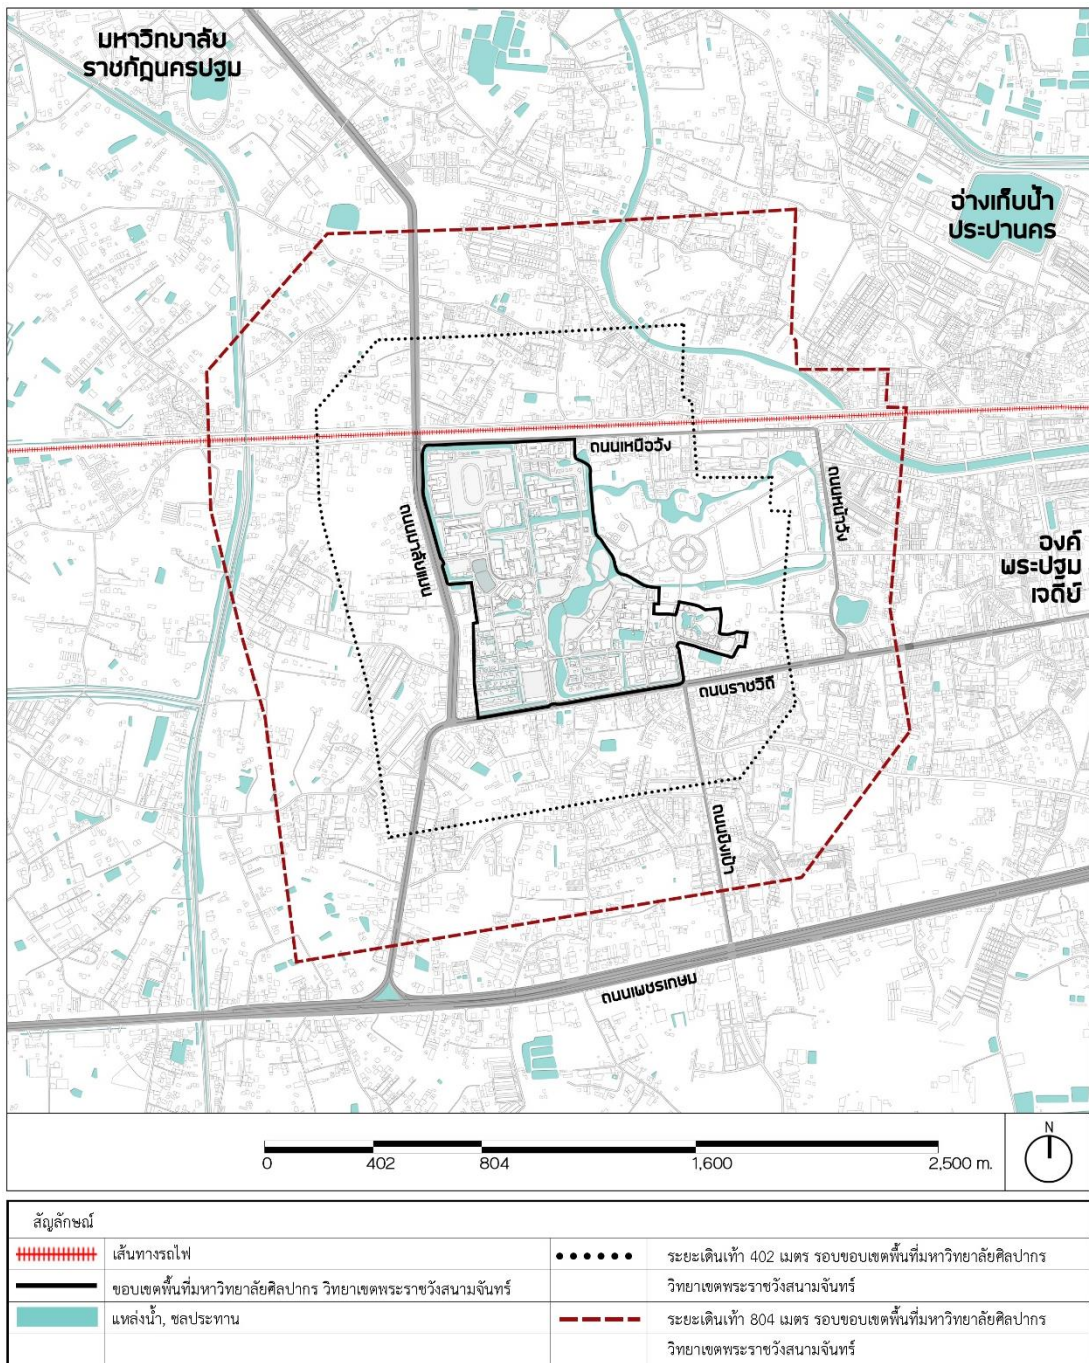 มหาวิทยาลัย
ราชภัฏนครปฐม
อ่างเก็บน้ำ
ประปานคร
ถนนเหนือวัง
ถนนหน้าวัง
ถนนมาลัยแมน
องค์
พระปฐม
เจดีย์
ถนนราชวิถี
ถนนยิงเป้า
ถนนเพชรเกษม
0 402 804 1,600 2,500 m.
N
สัญลักษณ์
เส้นทางรถไฟ
ขอบเขตพื้นที่มหาวิทยาลัยศิลปากร วิทยาเขตพระราชวังสนามจันทร์
แหล่งน้ำ, ชลประทาน
ระยะเดินเท้า 402 เมตร รอบขอบเขตพื้นที่มหาวิทยาลัยศิลปากร
วิทยาเขตพระราชวังสนามจันทร์
ระยะเดินเท้า 804 เมตร รอบขอบเขตพื้นที่มหาวิทยาลัยศิลปากร
วิทยาเขตพระราชวังสนามจันทร์